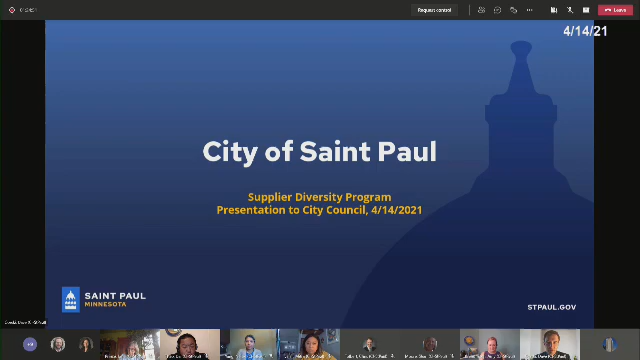 Request control
Leave
4/14/21
City of Saint Paul
Supplier Diversity Program
Presentation to City Council, 4/14/2021
SAINT PAUL
MINNESOTA
STPAUL.GOV